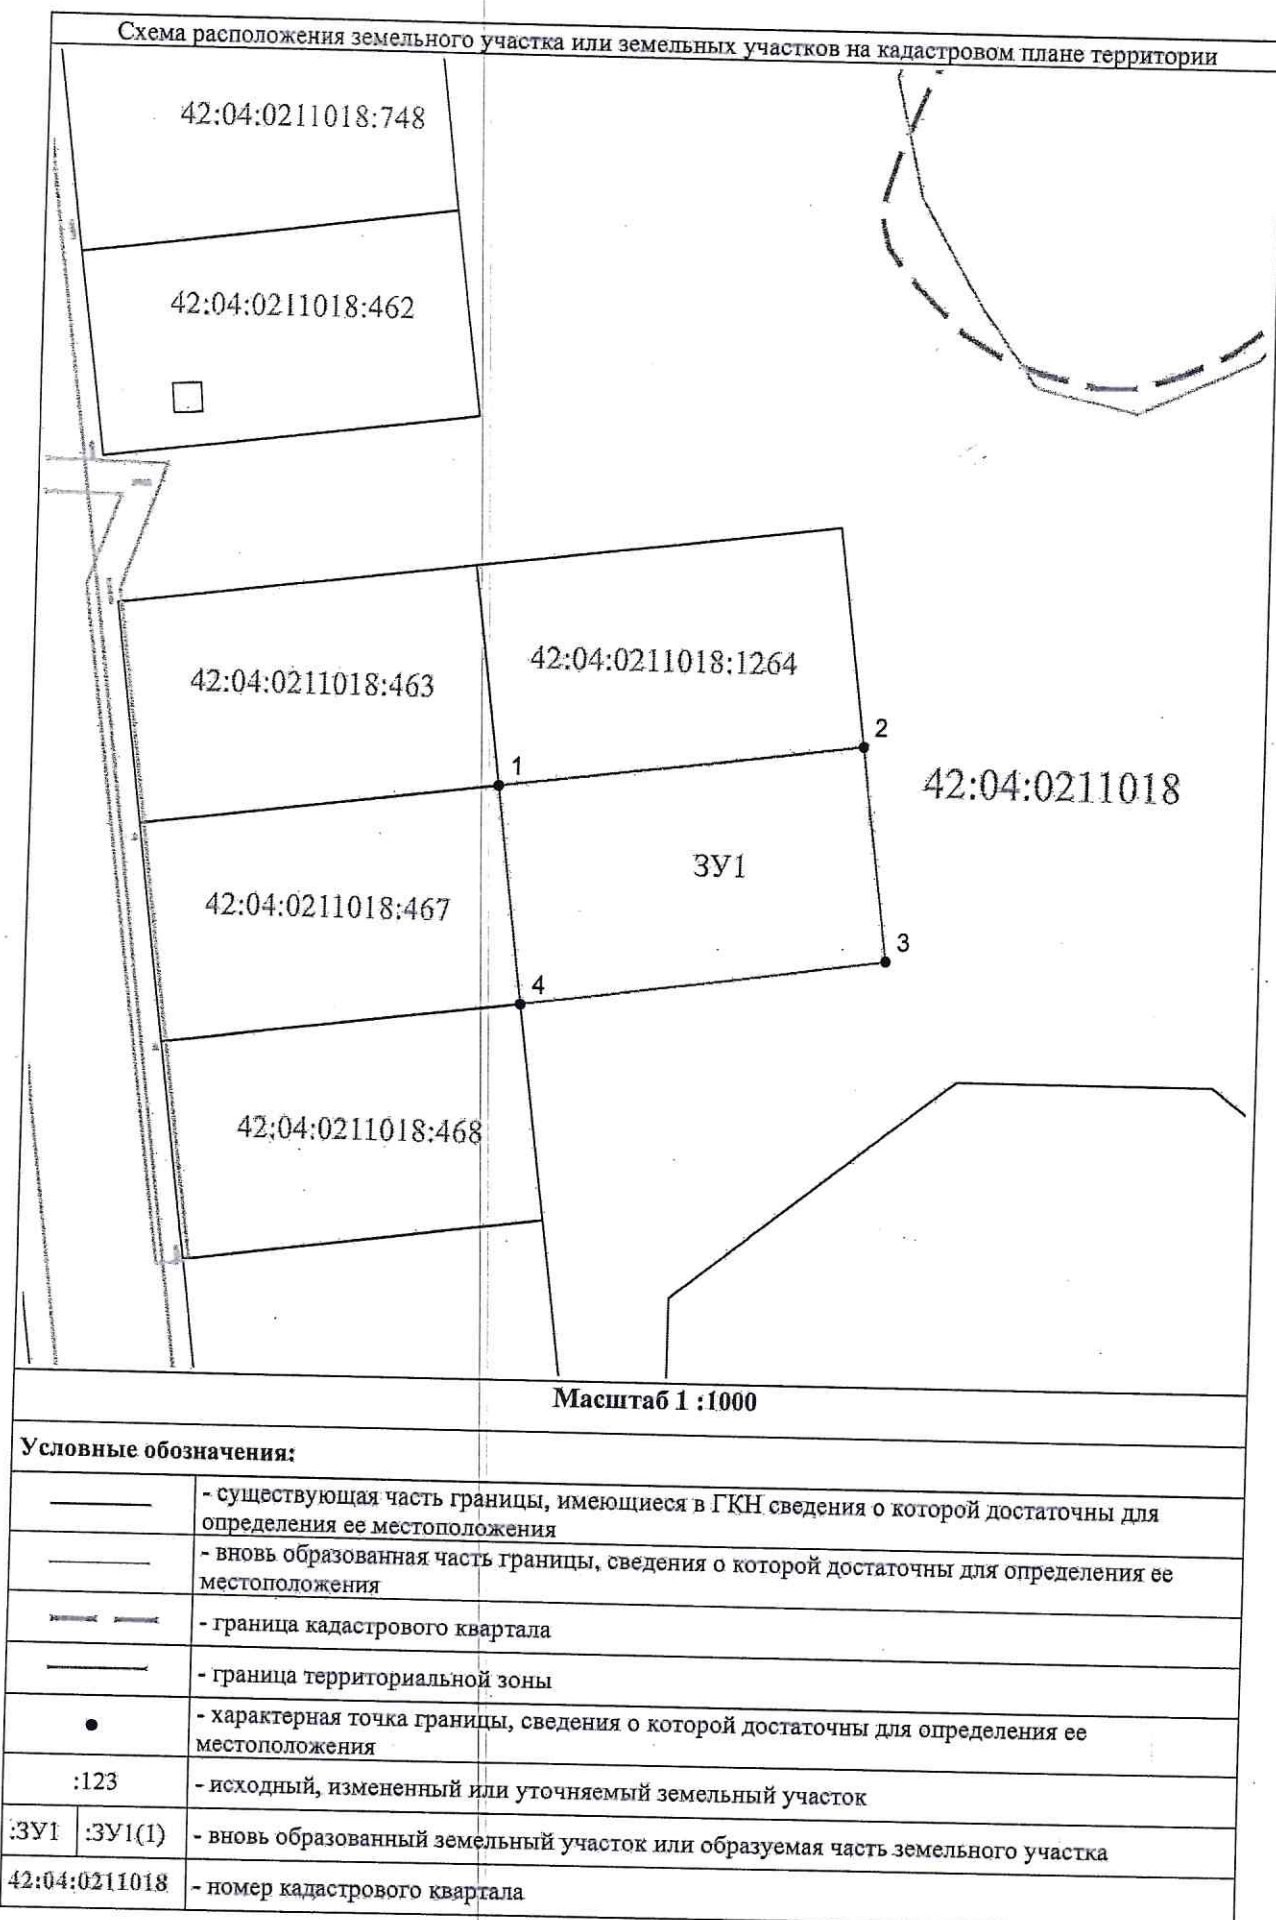 Схема расположения земельного участка или земельных участков на кадастровом плане территории
42:04:0211018:748
42:04:0211018:462
42:04:0211018:463
42:04:0211018:1264
1
2
42:04:0211018
ЗУ1
42:04:0211018:467
3
4
42:04:0211018:468
Масштаб 1 :1000
Условные обозначения:
- существующая часть границы, имеющиеся в ГКН сведения о которой достаточны для
определения ее местоположения
- вновь образованная часть границы, сведения о которой достаточны для определения ее
местоположения
- граница кадастрового квартала
- граница территориальной зоны
- характерная точка границы, сведения о которой достаточны для определения ее
местоположения
:123 - исходный, измененный или уточняемый земельный участок
:ЗУ1 :ЗУ1(1) - вновь образованный земельный участок или образуемая часть земельного участка
42:04:0211018 - номер кадастрового квартала